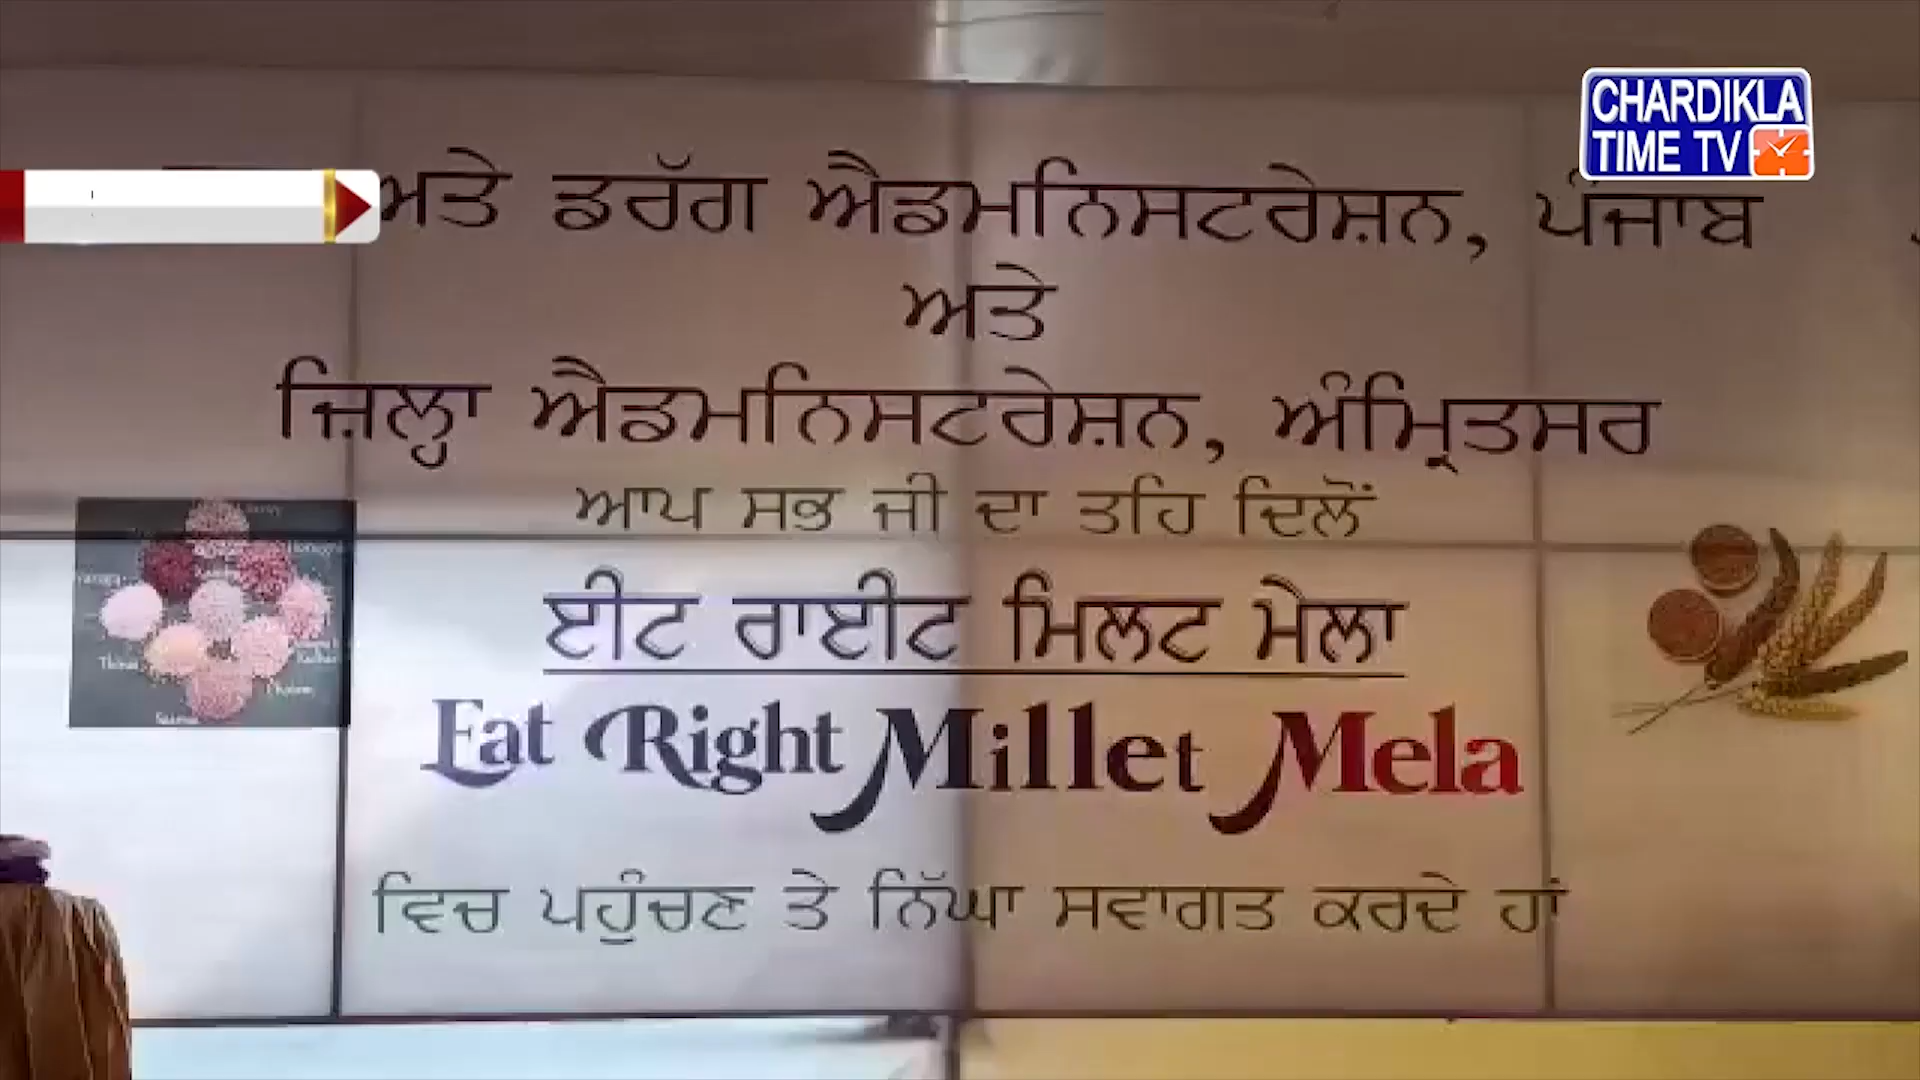 CHARDIKLA
TIME TV
ਅਤੇ ਡਰੱਗ ਐਡਮਨਿਸਟਰੇਸ਼ਨ, ਪੰਜਾਬ
ਅਤੇ
ਜ਼ਿਲ੍ਹਾ ਐਡਮਨਿਸਟਰੇਸ਼ਨ, ਅੰਮ੍ਰਿਤਸਰ
ਆਪ ਸਭ ਜੀ ਦਾ ਤਹਿ ਦਿਲੋਂ
ਈਟ ਰਾਈਟ ਮਿਲਟ ਮੇਲਾ
Eat Right Millet Mela
ਵਿਚ ਪਹੁੰਚਣ ਤੇ ਨਿੱਘਾ ਸਵਾਗਤ ਕਰਦੇ ਹਾਂ